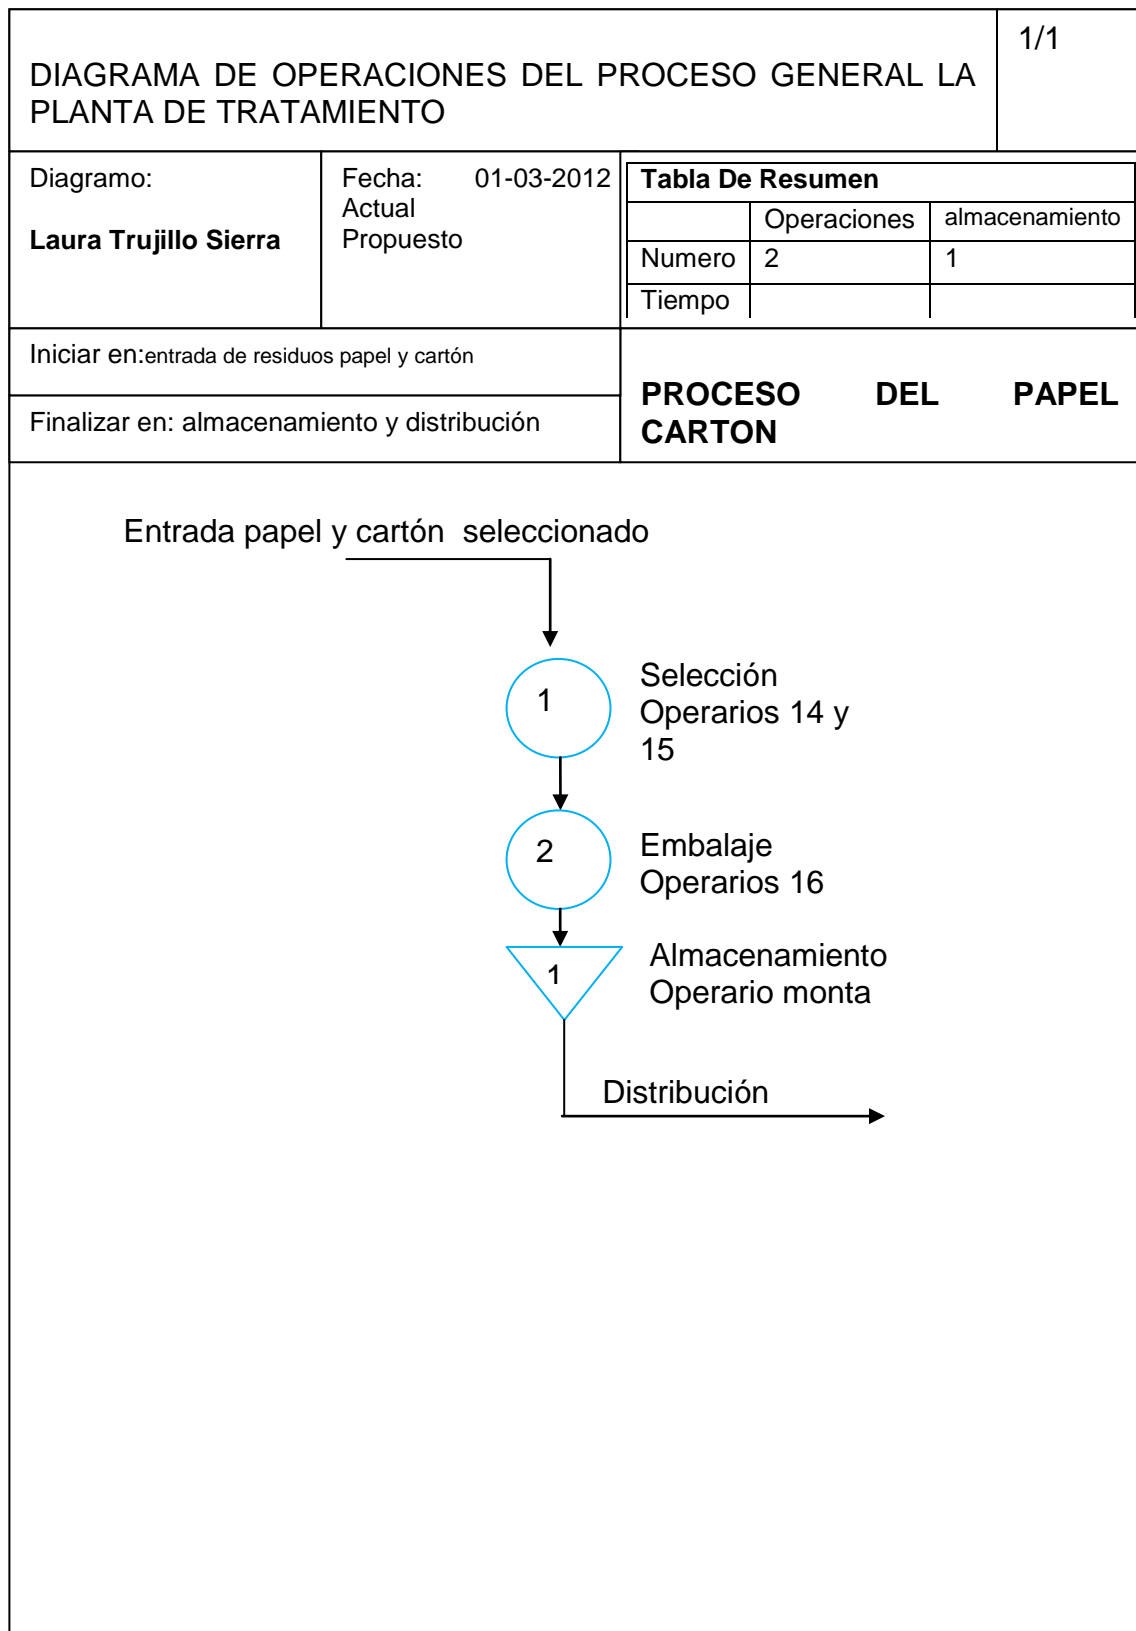 DIAGRAMA DE OPERACIONES DEL PROCESO GENERAL LA
PLANTA DE TRATAMIENTO
1/1
Diagramo:
Laura Trujillo Sierra
Fecha: 01-03-2012
Actual
Propuesto
Tabla De Resumen
Operaciones almacenamiento
Numero 2 1
Tiempo
Iniciar en:entrada de residuos papel y cartón
Finalizar en: almacenamiento y distribución
PROCESO DEL PAPEL
CARTON
Entrada papel y cartón seleccionado
1
Selección
Operarios 14 y
15
2
Embalaje
Operarios 16
1
Almacenamiento
Operario monta
Distribución